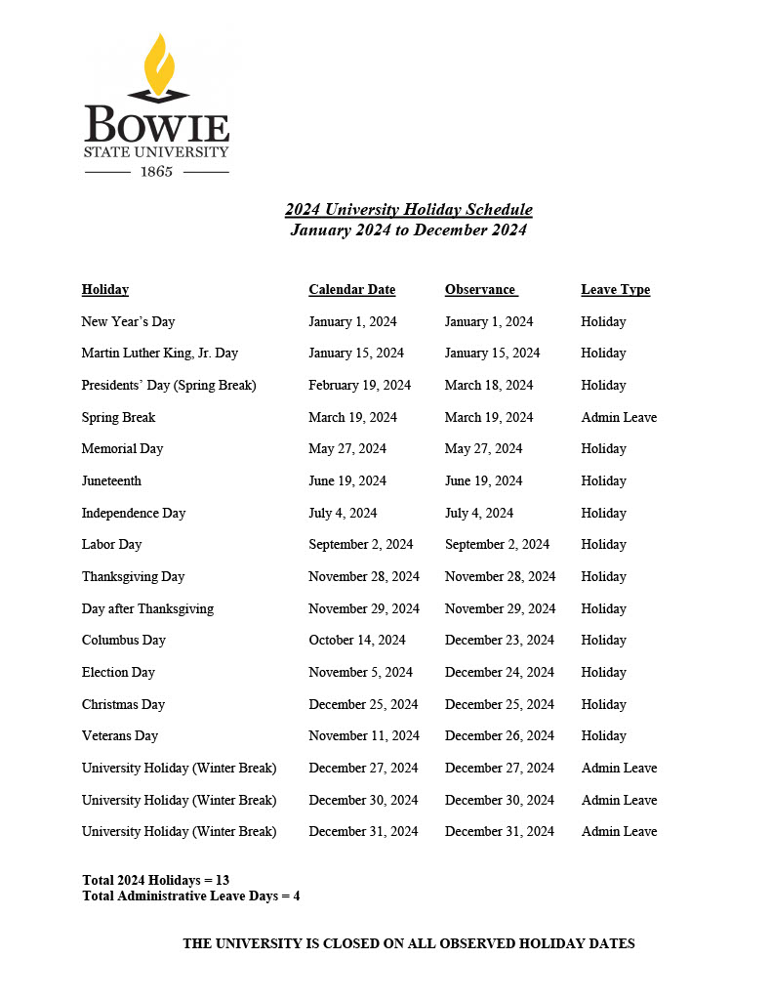 BOWIE
STATE UNIVERSITY
1865
2024 University Holiday Schedule
January 2024 to December 2024
Holiday Calendar Date Observance Leave Type
New Year’s Day January 1, 2024 January 1, 2024 Holiday
Martin Luther King, Jr. Day January 15, 2024 January 15, 2024 Holiday
Presidents’ Day (Spring Break) February 19, 2024 March 18, 2024 Holiday
Spring Break March 19, 2024 March 19, 2024 Admin Leave
Memorial Day May 27, 2024 May 27, 2024 Holiday
Juneteenth June 19, 2024 June 19, 2024 Holiday
Independence Day July 4, 2024 July 4, 2024 Holiday
Labor Day September 2, 2024 September 2, 2024 Holiday
Thanksgiving Day November 28, 2024 November 28, 2024 Holiday
Day after Thanksgiving November 29, 2024 November 29, 2024 Holiday
Columbus Day October 14, 2024 December 23, 2024 Holiday
Election Day November 5, 2024 December 24, 2024 Holiday
Christmas Day December 25, 2024 December 25, 2024 Holiday
Veterans Day November 11, 2024 December 26, 2024 Holiday
University Holiday (Winter Break) December 27, 2024 December 27, 2024 Admin Leave
University Holiday (Winter Break) December 30, 2024 December 30, 2024 Admin Leave
University Holiday (Winter Break) December 31, 2024 December 31, 2024 Admin Leave
Total 2024 Holidays = 13
Total Administrative Leave Days = 4
THE UNIVERSITY IS CLOSED ON ALL OBSERVED HOLIDAY DATES